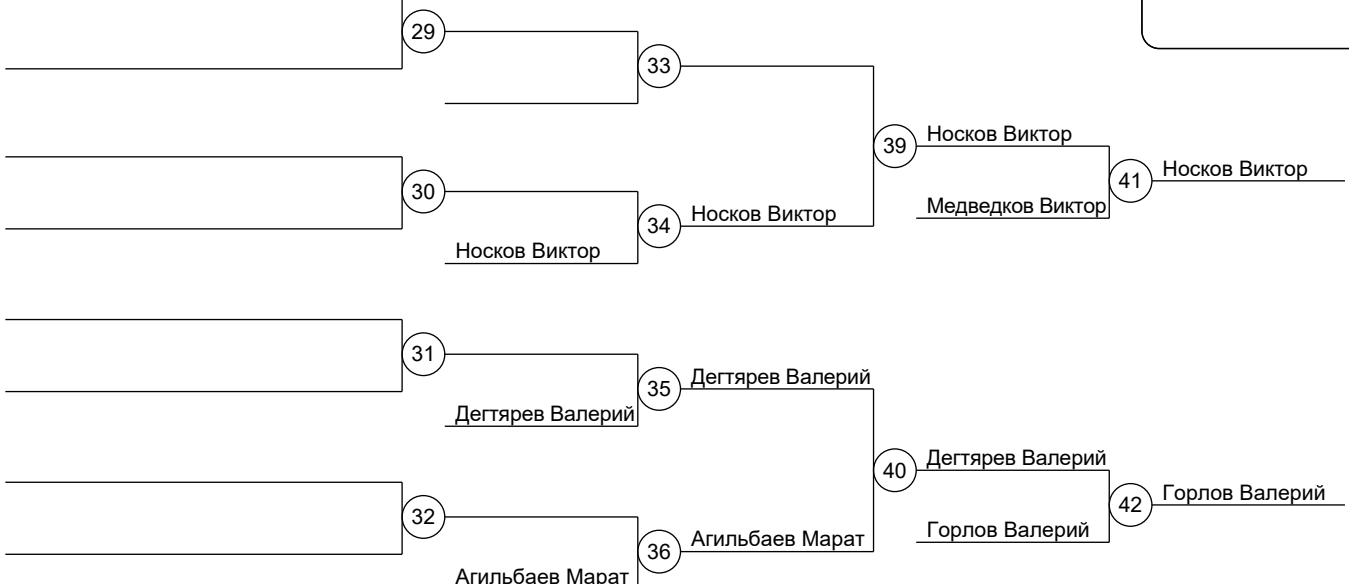 29
33
Носков Виктор
39
Носков Виктор
41
Медведков Виктор
30
Носков Виктор
34
Носков Виктор
31
Дегтярев Валерий
35
Дегтярев Валерий
Дегтярев Валерий
40
Горлов Валерий
42
32
Горлов Валерий
Агильбаев Марат
36
Агильбаев Марат